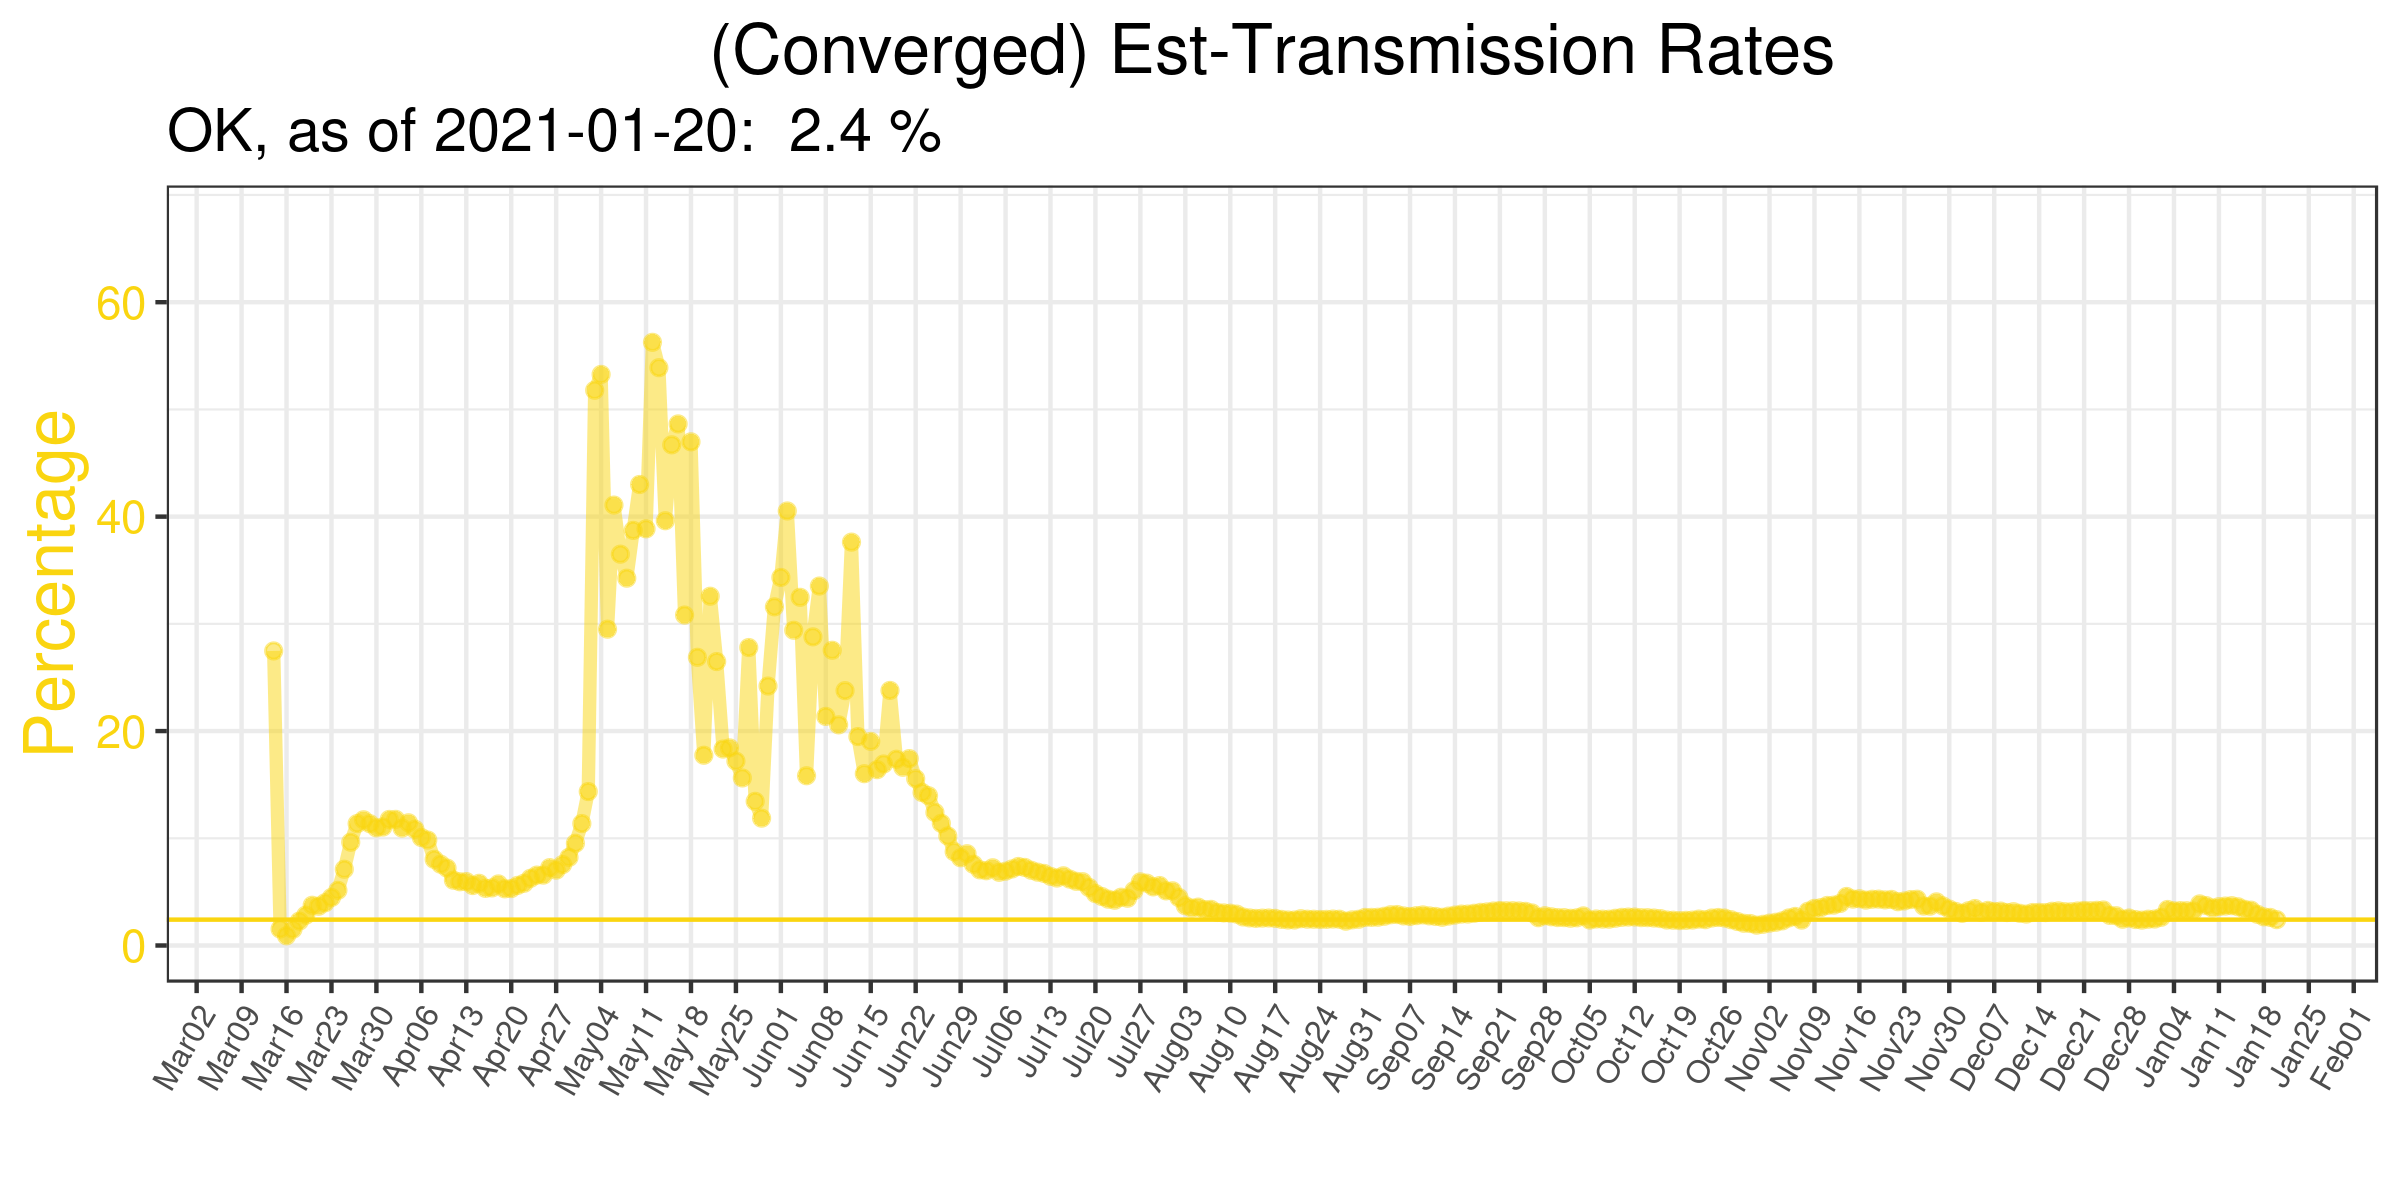 (Converged) Est-Transmission Rates
OK, as of 2021-01-20:  2.4 %
Percentage
60
40
20
0
Mar02
Mar09
Mar16
Mar23
Mar30
Apr06
Apr13
Apr20
Apr27
May04
May11
May18
May25
Jun01
Jun08
Jun15
Jun22
Jun29
Jul06
Jul13
Jul20
Jul27
Aug03
Aug10
Aug17
Aug24
Aug31
Sep07
Sep14
Sep21
Sep28
Oct05
Oct12
Oct19
Oct26
Nov02
Nov09
Nov16
Nov23
Nov30
Dec07
Dec14
Dec21
Dec28
Jan04
Jan11
Jan18
Jan25
Feb01